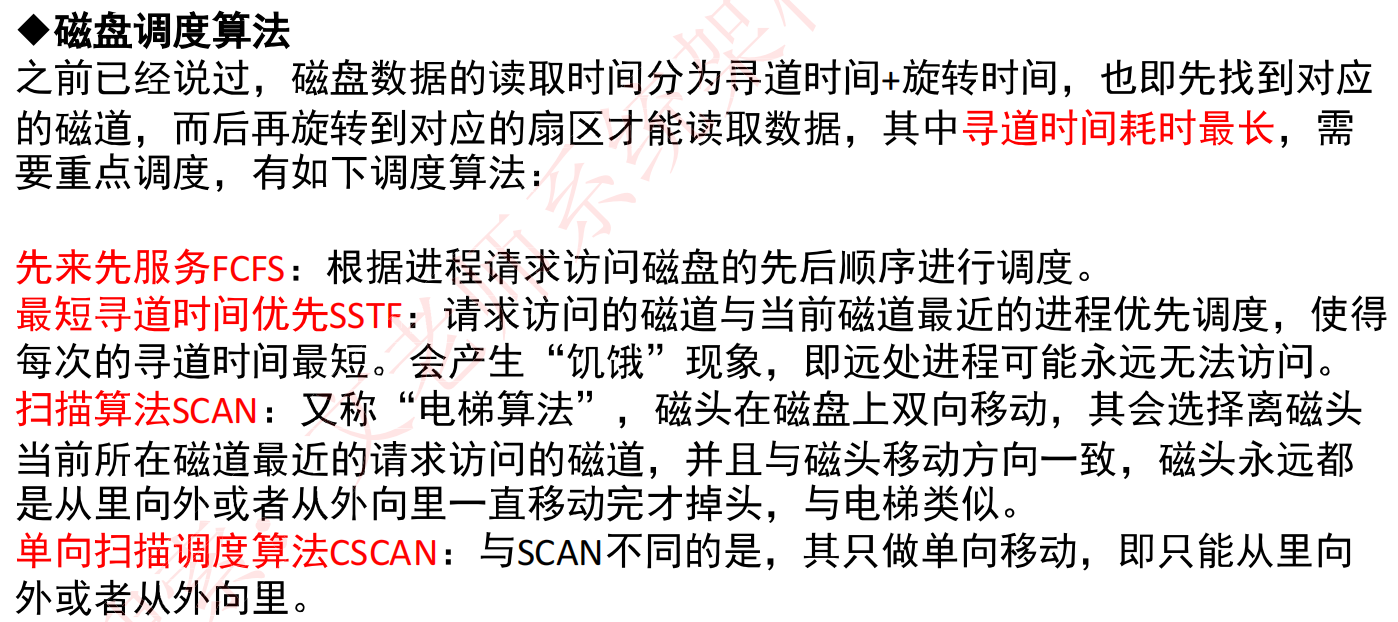 ◆磁盘调度算法
之前已经说过，磁盘数据的读取时间分为寻道时间+旋转时间，也即先找到对应
的磁道，而后再旋转到对应的扇区才能读取数据，其中寻道时间耗时最长，需
要重点调度，有如下调度算法：
先来先服务FCFS：根据进程请求访问磁盘的先后顺序进行调度。
最短寻道时间优先SSTF：请求访问的磁道与当前磁道最近的进程优先调度，使得
每次的寻道时间最短。会产生“饥饿”现象，即远处进程可能永远无法访问。
扫描算法SCAN：又称“电梯算法”，磁头在磁盘上双向移动，其会选择离磁头
当前所在磁道最近的请求访问的磁道，并且与磁头移动方向一致，磁头永远都
是从里向外或者从外向里一直移动完才掉头，与电梯类似。
单向扫描调度算法CSCAN：与SCAN不同的是，其只做单向移动，即只能从里向
外或者从外向里。
文老师系统架